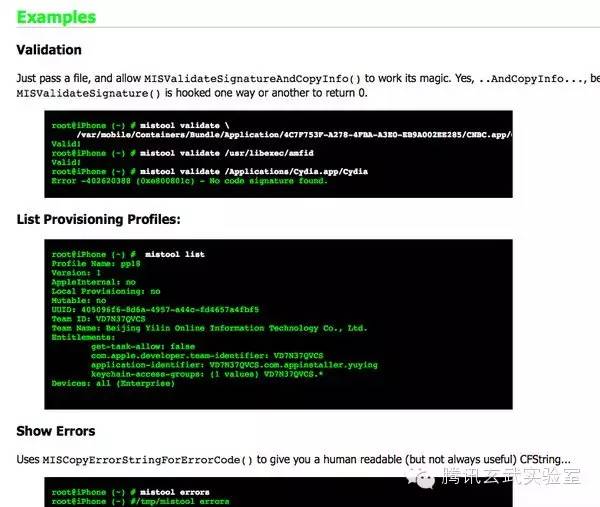 Examples
Validation
Just pass a file, and allow MISValidateSignatureAndCopyInfo() to work its magic. Yes, ..AndCopyInfo..., be
MISValidateSignature() is hooked one way or another to return 0.
root@iPhone (~) # mistool validate \
/var/mobile/Containers/Bundle/Application/4C7F753F-A278-4FBA-A3E0-EB9A002EE285/CNBC.app/
Valid!
root@iPhone (~) # mistool validate /usr/libexec/amfid
Valid!
root@iPhone (~) # mistool validate /Applications/Cydia.app/Cydia
Error -402620388 (0xe800801c) - No code signature found.
List Provisioning Profiles:
root@iPhone (~) # mistool list
Profile Name: pp18
Version: 1
AppleInternal: no
Local Provisioning: no
Mutable: no
UUID: 405096f6-8d6a-4957-a44c-fd4657a4fbf5
Team ID: VD7N37QVCS
Team Name: Beijing Yilin Online Information Technology Co., Ltd.
Entitlements:
get-task-allow: false
com.apple.developer.team-identifier: VD7N37QVCS
application-identifier: VD7N37QVCS.com.appinstaller.yuying
keychain-access-groups: (1 values) VD7N37QVCS.*
Devices: all (Enterprise)
Show Errors
Uses MISCopyErrorStringForErrorCode() to give you a human readable (but not always useful) CFString...
腾讯玄武实验室
root@iPhone (~) # mistool errors
root@iPhone (~) #/tmp/mistool errors